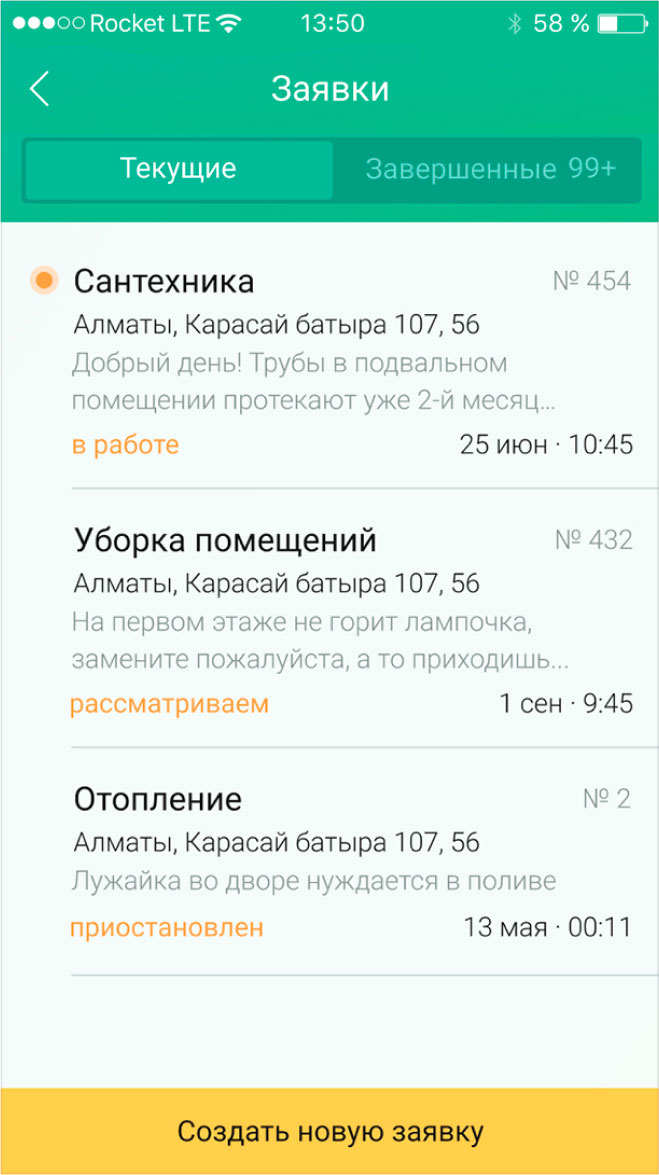 Rocket LTE 13:50 58 %
Заявки
Текущие Завершенные 99+
Сантехника № 454
Алматы, Карасай батыра 107, 56
Добрый день! Трубы в подвальном
помещении протекают уже 2-й месяц...
в работе 25 июн · 10:45
Уборка помещений № 432
Алматы, Карасай батыра 107, 56
На первом этаже не горит лампочка,
замените пожалуйста, а то приходишь...
рассматриваем 1 сен · 9:45
Отопление № 2
Алматы, Карасай батыра 107, 56
Лужайка во дворе нуждается в поливе
приостановлен 13 мая · 00:11
Создать новую заявку